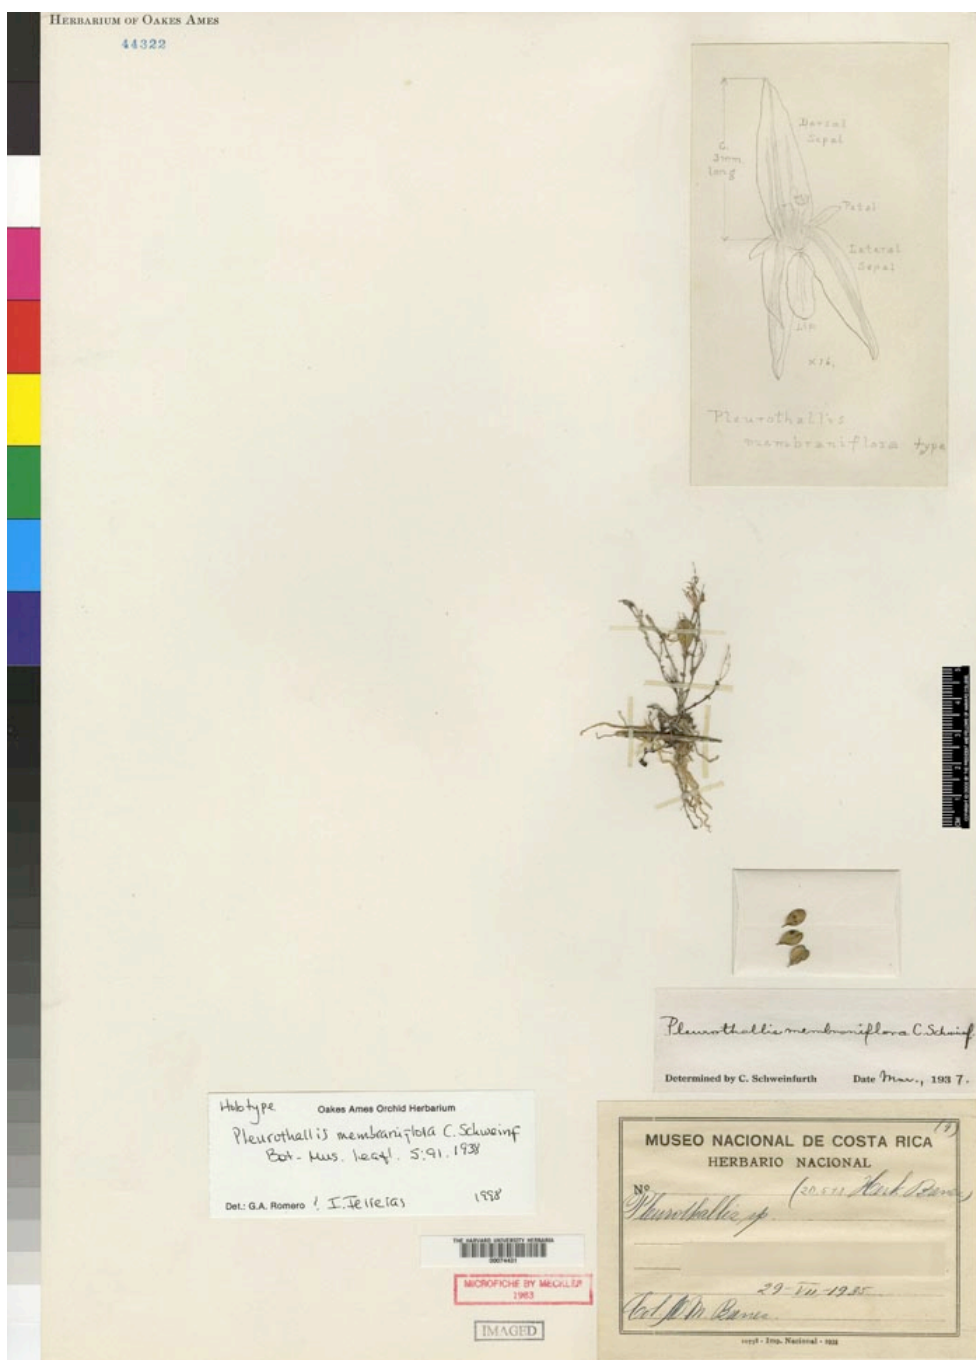 HERBARIUM OF OAKES AMES
44322
Dorsal
Sepal
C.
3mm
long
Petal
Lateral
Sepal
Lip
x16.
Pleurothallis
membraniflora type
Pleurothallis membraniflora C. Schweinf
Determined by C. Schweinfurth Date Mar., 1937.
Holotype Oakes Ames Orchid Herbarium
Pleurothallis membraniflora C. Schweinf
Bot. Mus. Leafl. 5:91. 1938
Det.: G.A. Romero & I.
1998
THE HARVARD UNIVERSITY HERBARIA
MICROFICHE BY MECKLER
1983
IMAGED
MUSEO NACIONAL DE COSTA RICA
HERBARIO NACIONAL
Nº
Pleurothallis sp.
29-VII-1935
Col.